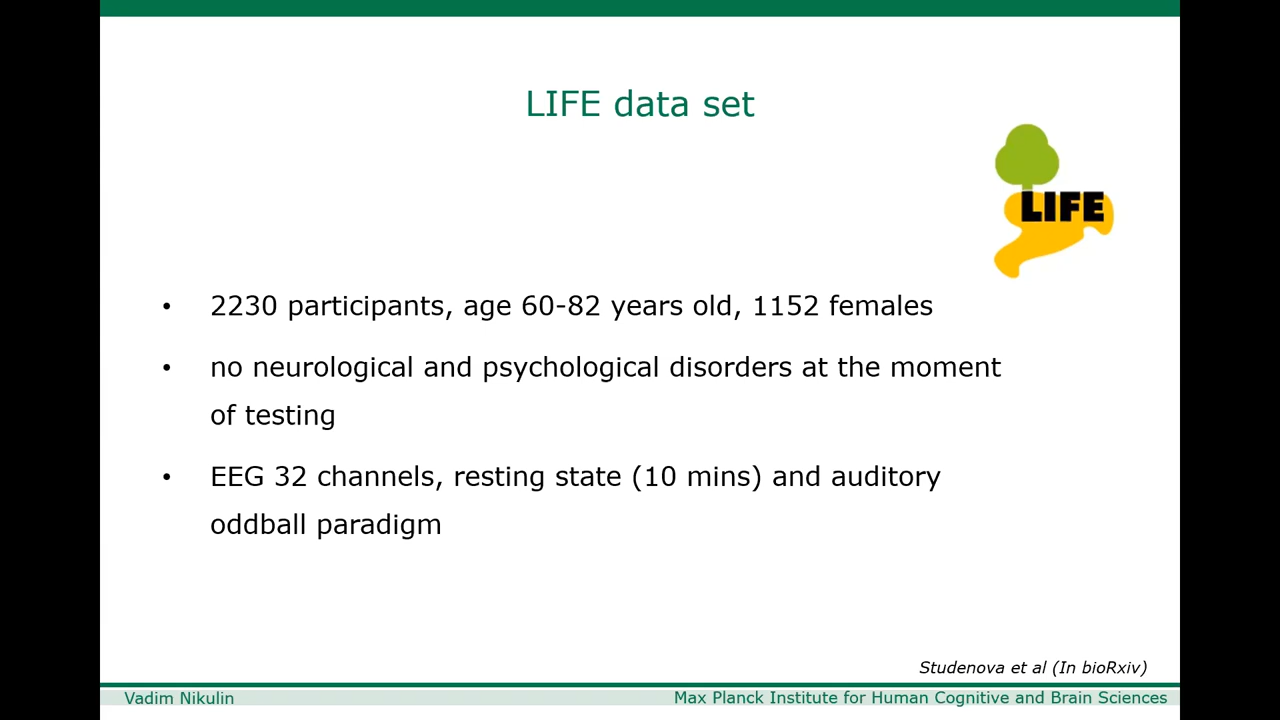 LIFE data set
LIFE
• 2230 participants, age 60-82 years old, 1152 females
• no neurological and psychological disorders at the moment
of testing
• EEG 32 channels, resting state (10 mins) and auditory
oddball paradigm
Studenova et al (In bioRxiv)
Vadim Nikulin
Max Planck Institute for Human Cognitive and Brain Sciences